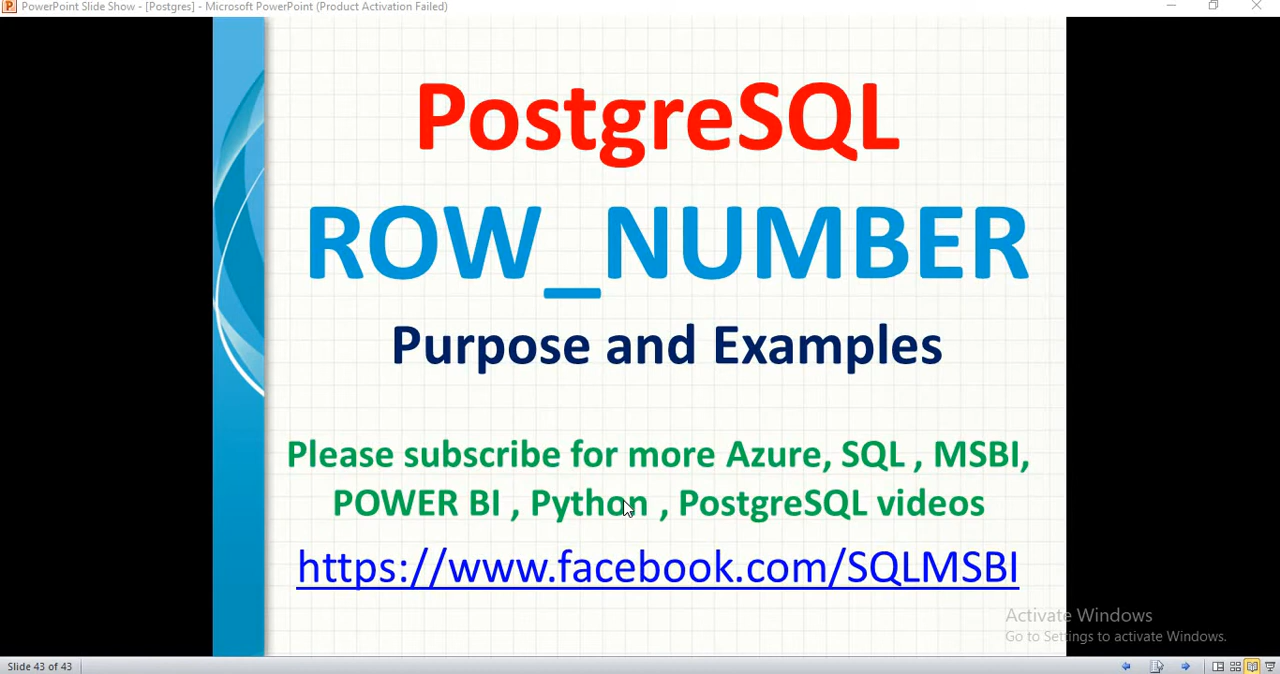 PowerPoint Slide Show - [Postgres] - Microsoft PowerPoint (Product Activation Failed)
PostgreSQL
ROW_NUMBER
Purpose and Examples
Please subscribe for more Azure, SQL , MSBI,
POWER BI , Python , PostgreSQL videos
https://www.facebook.com/SQLMSBI
Activate Windows
Go to Settings to activate Windows.
Slide 43 of 43